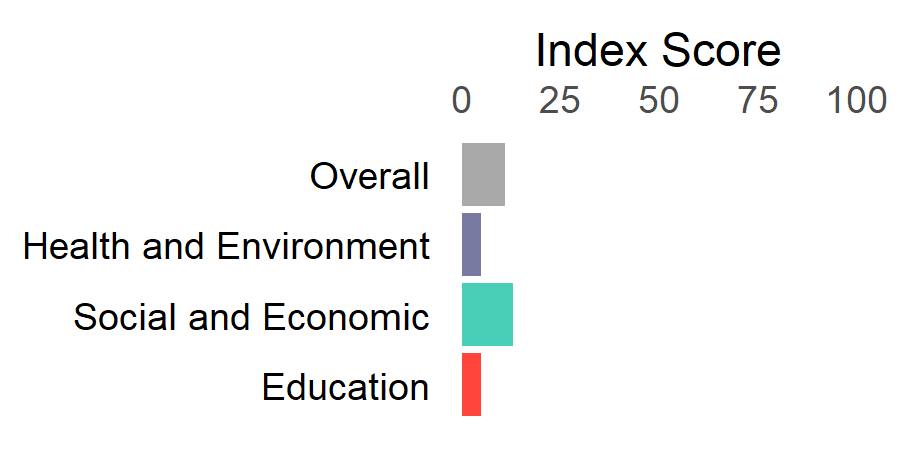 Index Score
0 25 50 75 100
Overall
Health and Environment
Social and Economic
Education